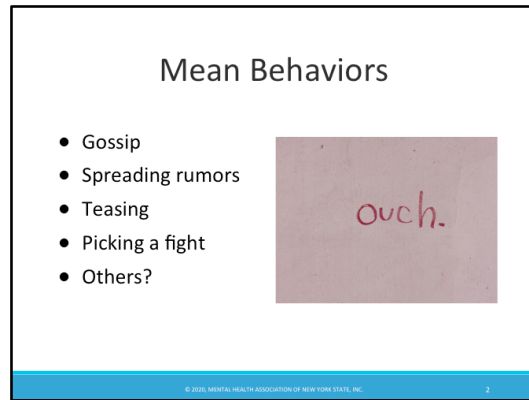 Mean Behaviors
● Gossip
● Spreading rumors
● Teasing
● Picking a fight
● Others?
ouch.
© 2020, MENTAL HEALTH ASSOCIATION OF NEW YORK STATE, INC.
2